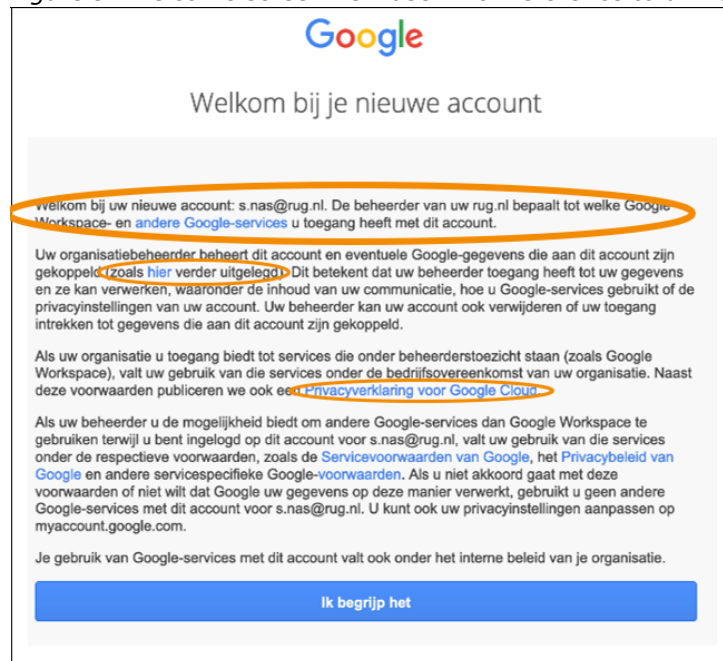 Google
Welkom bij je nieuwe account
Welkom bij uw nieuwe account: s.nas@rug.nl. De beheerder van uw rug.nl bepaalt tot welke Google
Workspace- en andere Google-services u toegang heeft met dit account.
Uw organisatiebeheerder beheert dit account en eventuele Google-gegevens die aan dit account zijn
gekoppeld (zoals hier verder uitgelegd). Dit betekent dat uw beheerder toegang heeft tot uw gegevens
en ze kan verwerken, waaronder de inhoud van uw communicatie, hoe u Google-services gebruikt of de
privacyinstellingen van uw account. Uw beheerder kan uw account ook verwijderen of uw toegang
intrekken tot gegevens die aan dit account zijn gekoppeld.
Als uw organisatie u toegang biedt tot services die onder beheerderstoezicht staan (zoals Google
Workspace), valt uw gebruik van die services onder de bedrijfsovereenkomst van uw organisatie. Naast
deze voorwaarden publiceren we ook een Privacyverklaring voor Google Cloud.
Als uw beheerder u de mogelijkheid biedt om andere Google-services dan Google Workspace te
gebruiken terwijl u bent ingelogd op dit account voor s.nas@rug.nl, valt uw gebruik van die services
onder de respectieve voorwaarden, zoals de Servicevoorwaarden van Google, het Privacybeleid van
Google en andere servicespecifieke Google-voorwaarden. Als u niet akkoord gaat met deze
voorwaarden of niet wilt dat Google uw gegevens op deze manier verwerkt, gebruikt u geen andere
Google-services met dit account voor s.nas@rug.nl. U kunt ook uw privacyinstellingen aanpassen op
myaccount.google.com.
Je gebruik van Google-services met dit account valt ook onder het interne beleid van je organisatie.
Ik begrijp het